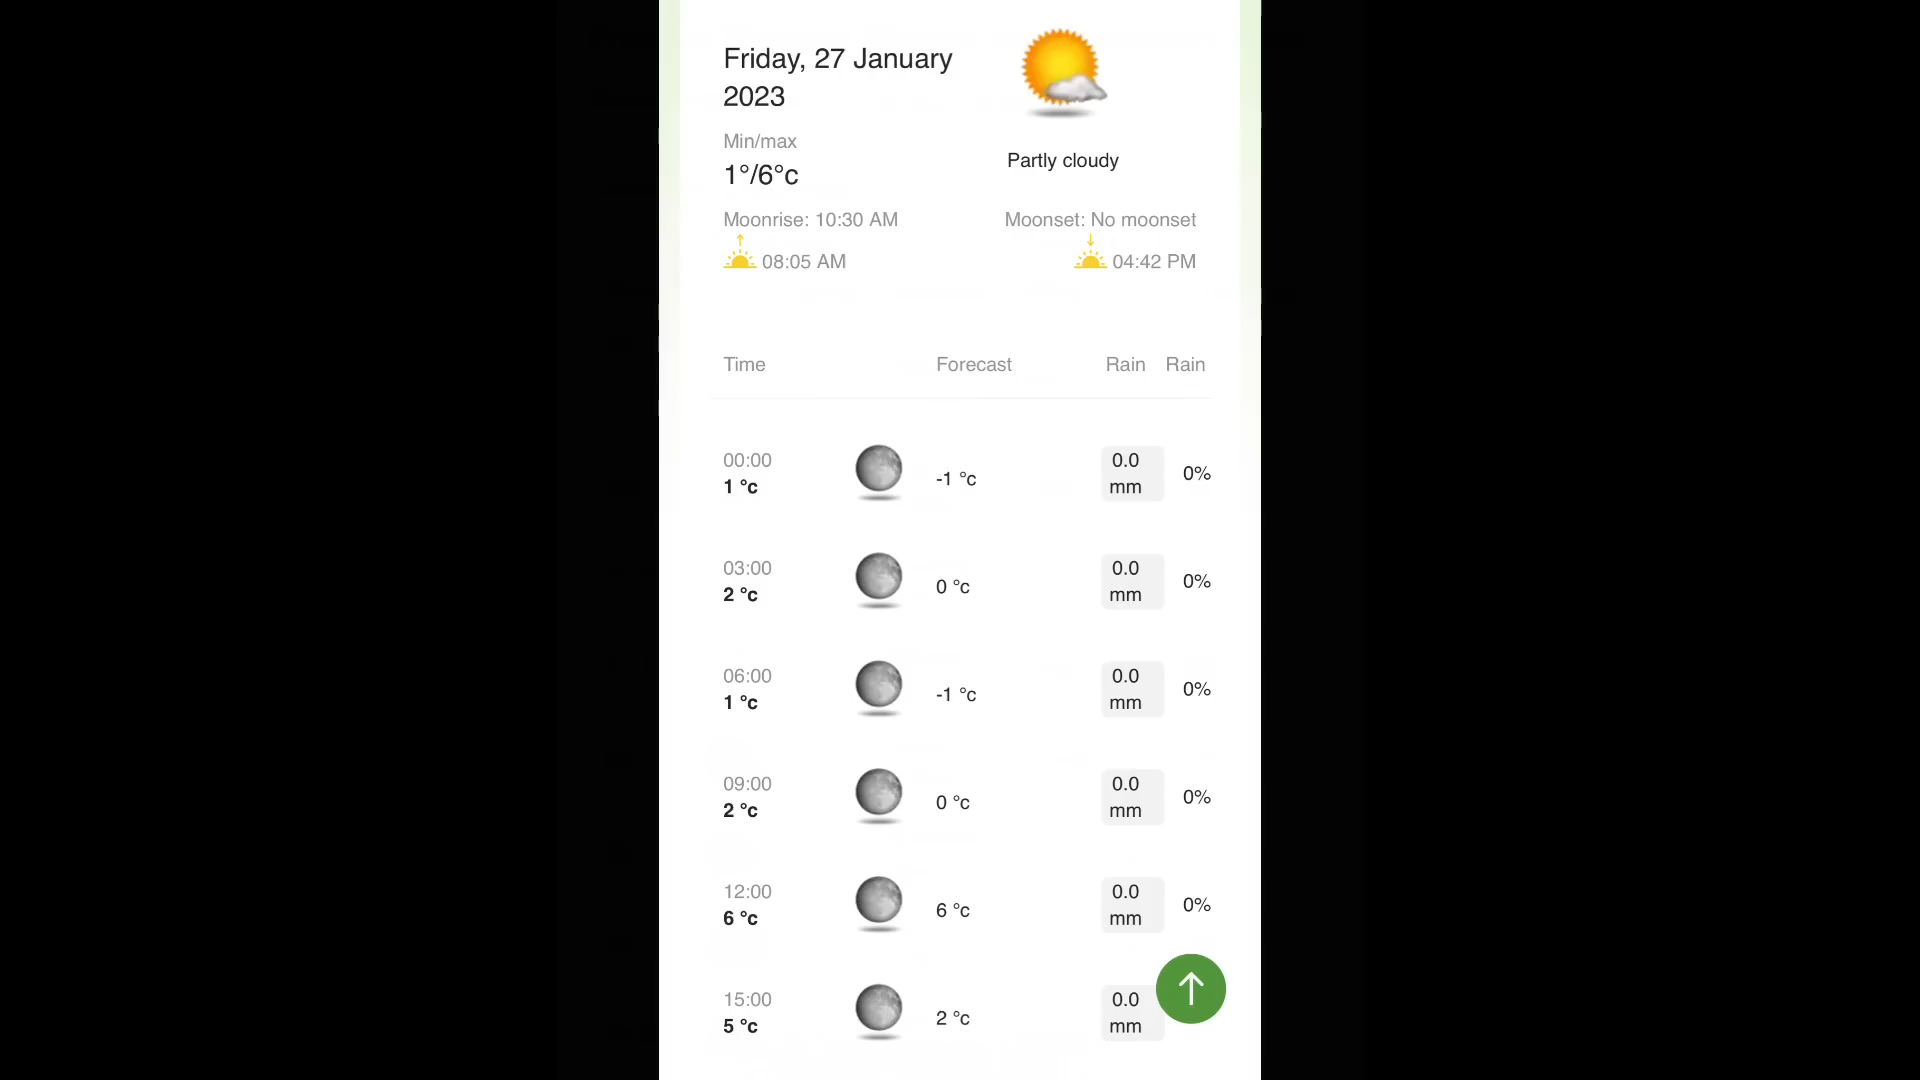 Friday, 27 January
2023
Min/max
1°/6°c
Partly cloudy
Moonrise: 10:30 AM
Moonset: No moonset
08:05 AM
04:42 PM
Time Forecast Rain Rain
00:00
1 °c
-1 °c
0.0
mm
0%
03:00
2 °c
0 °c
0.0
mm
0%
06:00
1 °c
-1 °c
0.0
mm
0%
09:00
2 °c
0 °c
0.0
mm
0%
12:00
6 °c
6 °c
0.0
mm
0%
15:00
5 °c
2 °c
0.0
mm